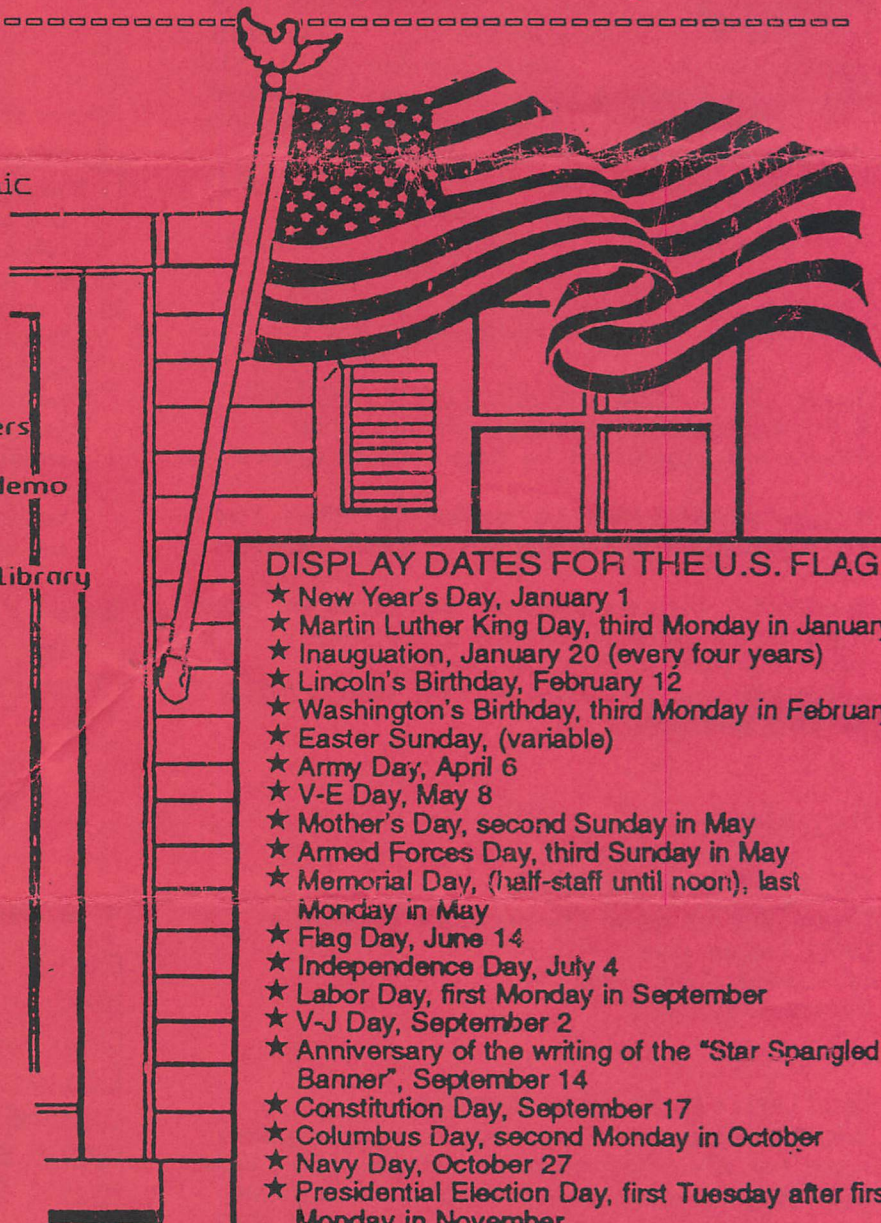 ic
ers
demo
Library
DISPLAY DATES FOR THE U.S. FLAG
★ New Year's Day, January 1
★ Martin Luther King Day, third Monday in January
★ Inauguation, January 20 (every four years)
★ Lincoln's Birthday, February 12
★ Washington's Birthday, third Monday in February
★ Easter Sunday, (variable)
★ Army Day, April 6
★ V-E Day, May 8
★ Mother's Day, second Sunday in May
★ Armed Forces Day, third Sunday in May
★ Memorial Day, (half-staff until noon), last
Monday in May
★ Flag Day, June 14
★ Independence Day, July 4
★ Labor Day, first Monday in September
★ V-J Day, September 2
★ Anniversary of the writing of the "Star Spangled
Banner", September 14
★ Constitution Day, September 17
★ Columbus Day, second Monday in October
★ Navy Day, October 27
★ Presidential Election Day, first Tuesday after firs
Monday in November